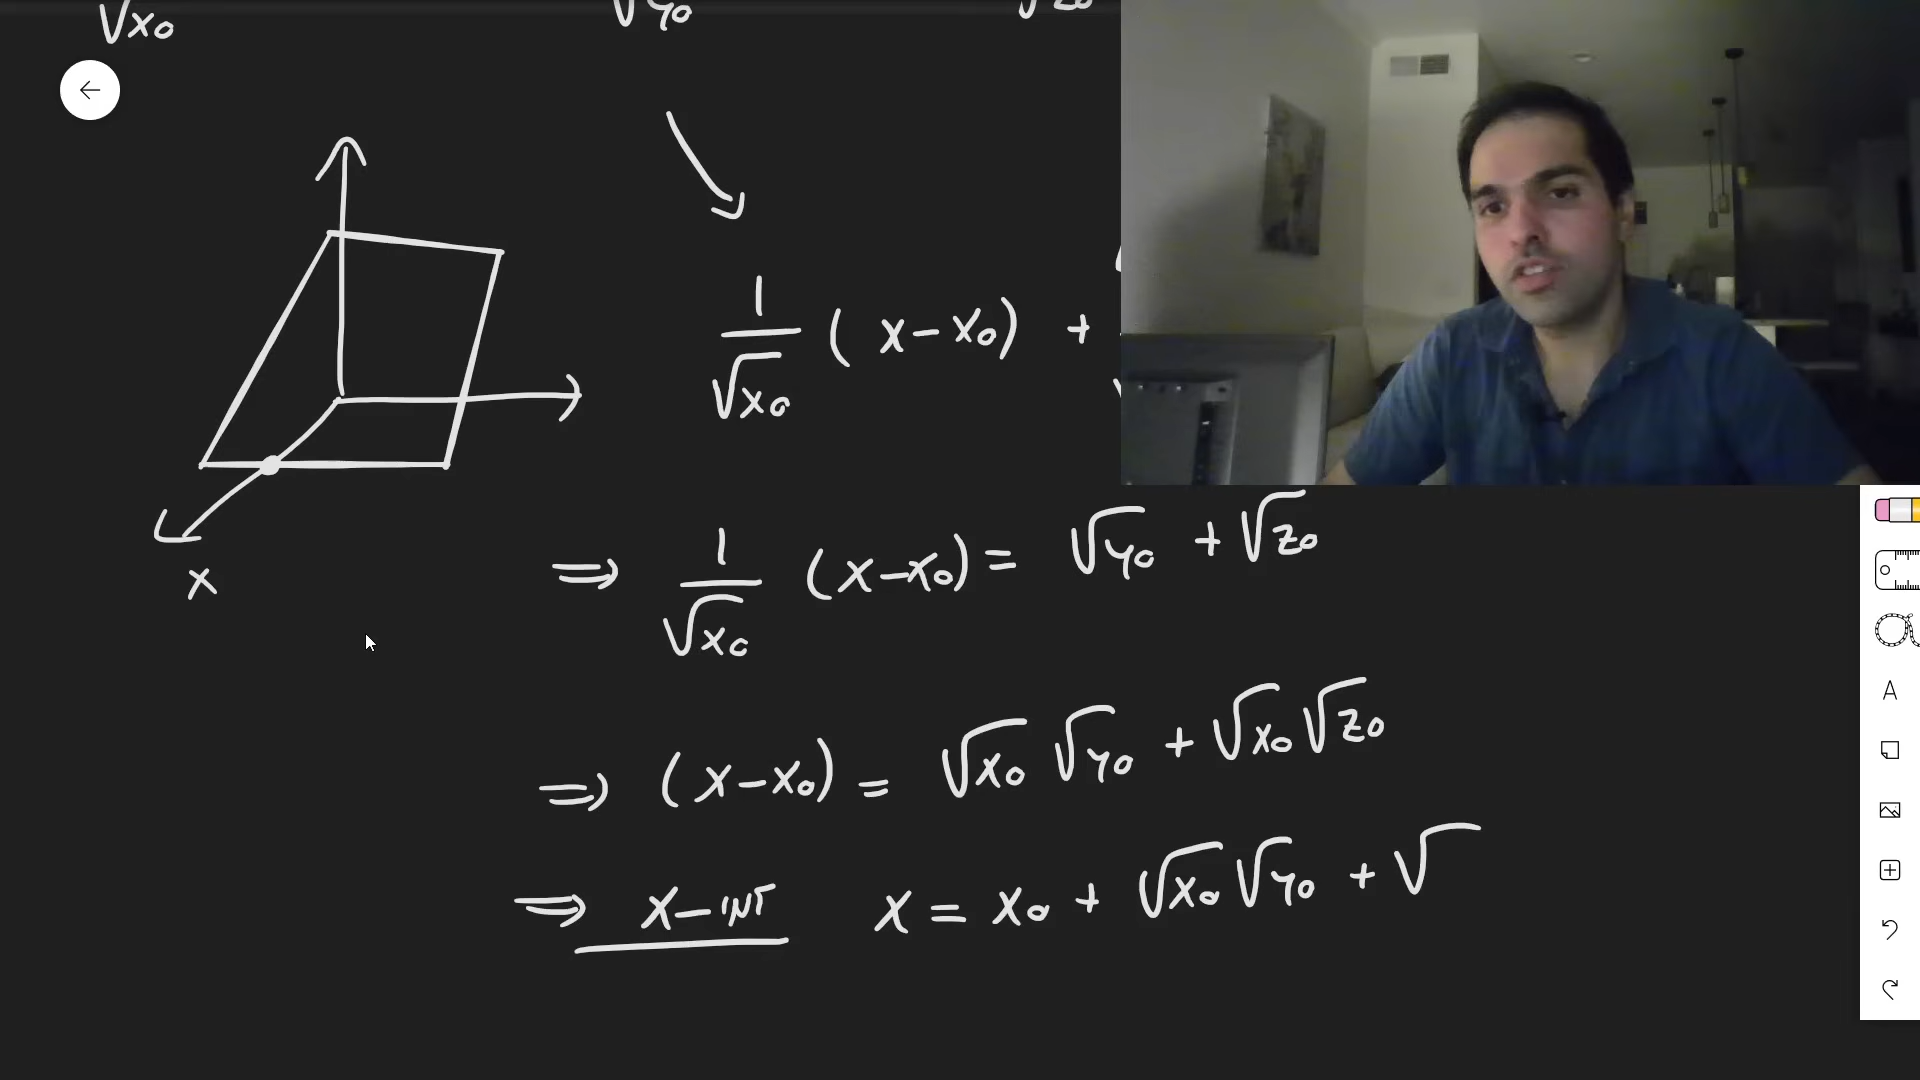 √x₀ √y₀ √z₀
1/√x₀ (x-x₀) +
⇒ 1/√x₀ (x-x₀) = √y₀ + √z₀
x
⇒ (x-x₀) = √x₀ √y₀ + √x₀ √z₀
⇒ x-INT x = x₀ + √x₀ √y₀ + √
A